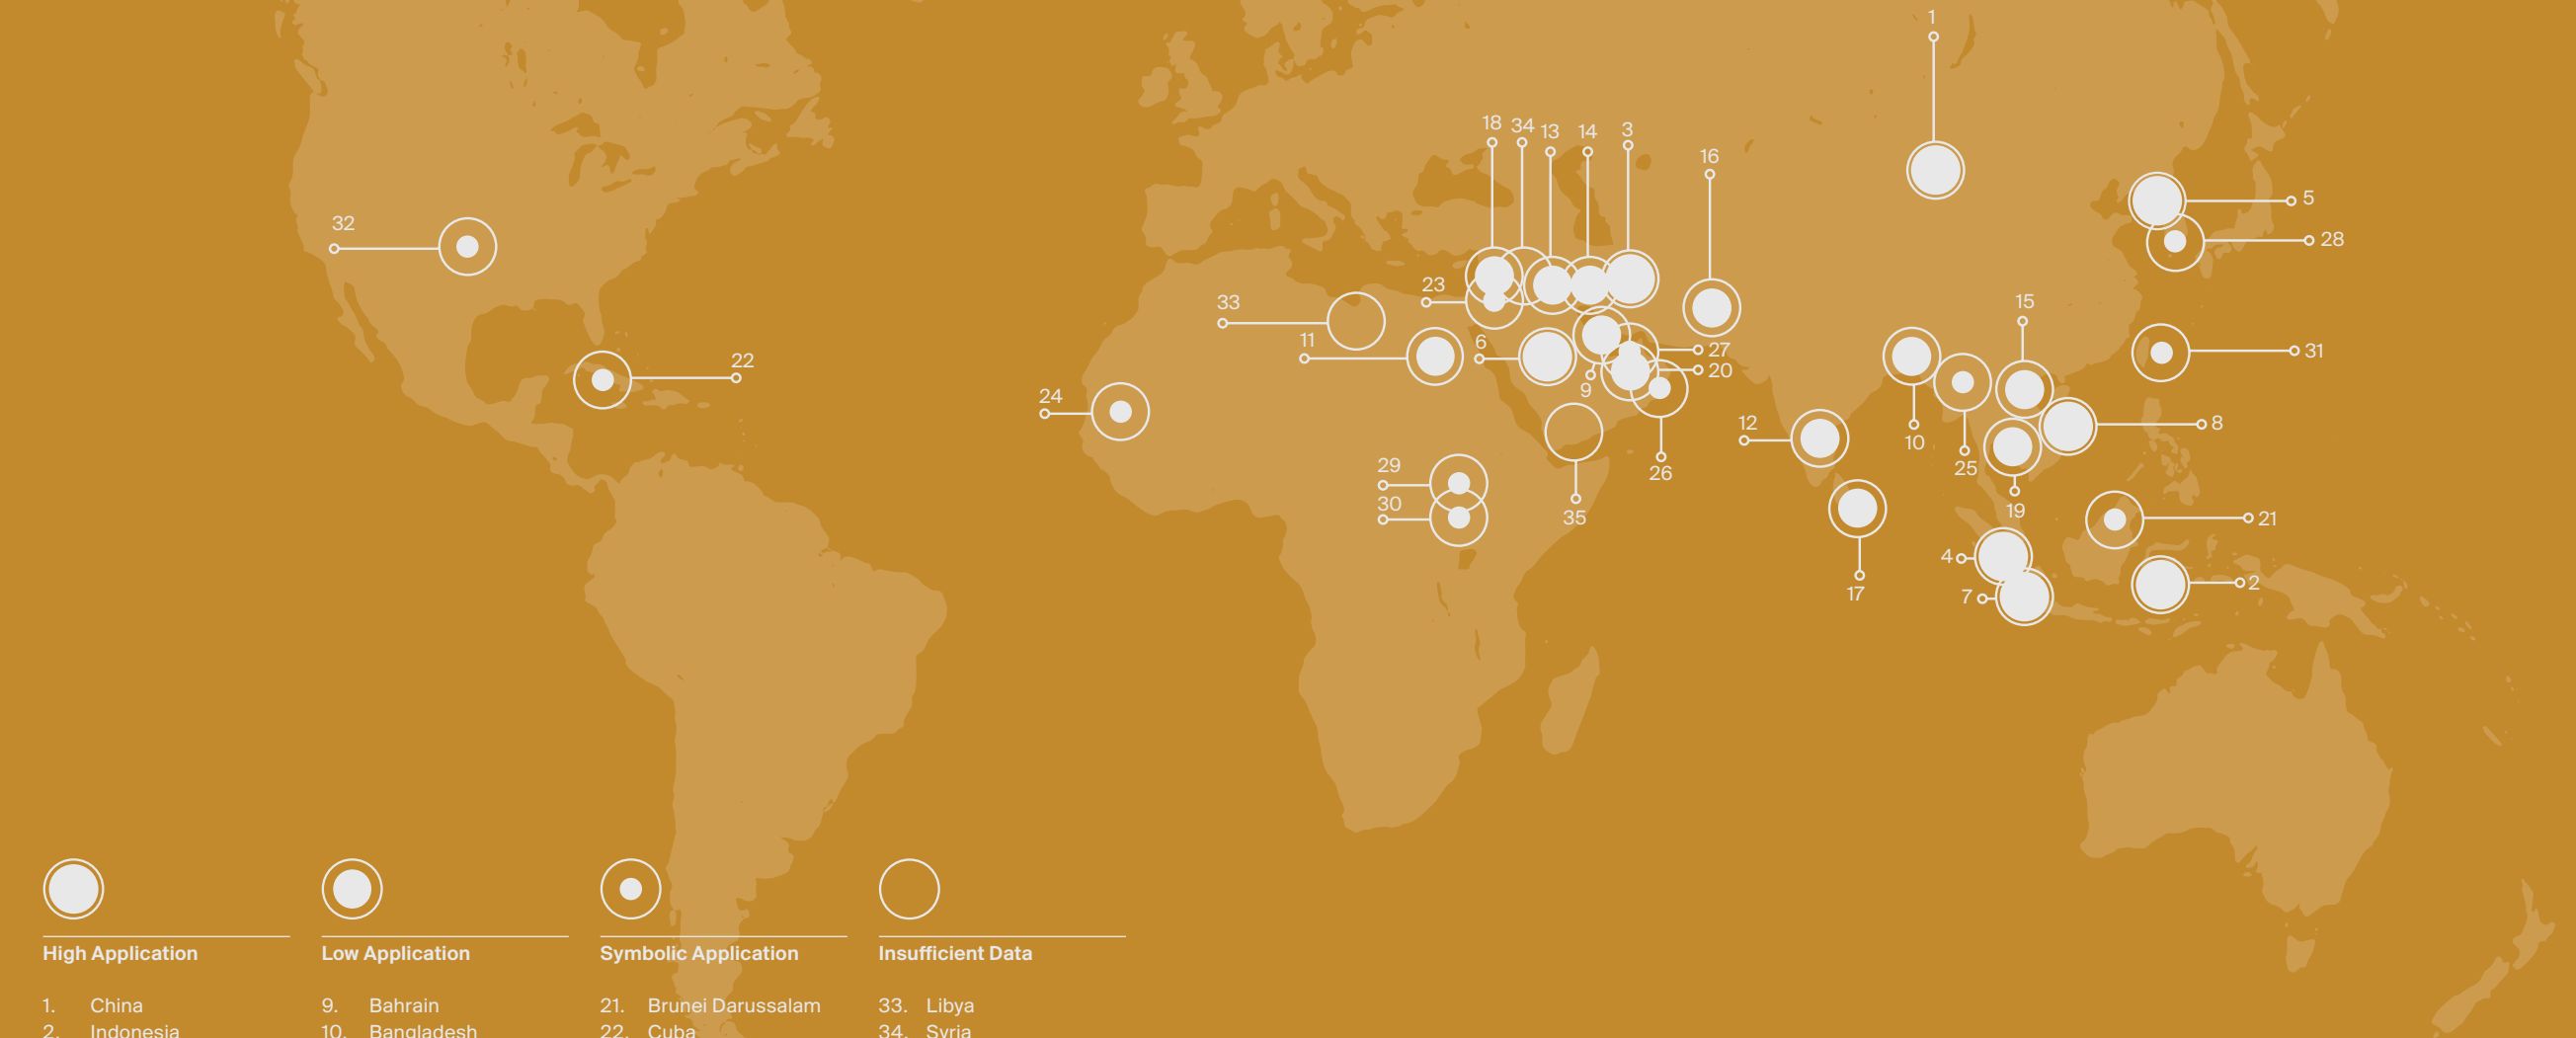 1
18 34 13 14 3
16
5
32
28
23
33
15
11
6
27
31
22
20
9
24
12
8
10
29
25
26
30
35
19
21
4
2
17
7
High Application
Low Application
Symbolic Application
Insufficient Data
1. China
9. Bahrain
21. Brunei Darussalam
33. Libya
2. Indonesia
10. Bangladesh
22. Cuba
34. Syria